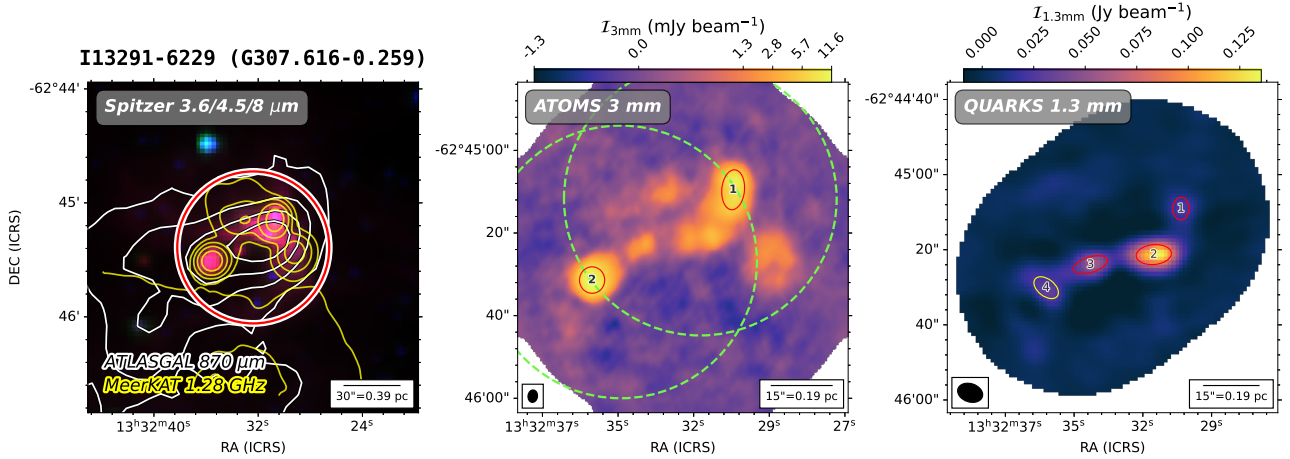 I13291-6229 (G307.616-0.259)
Spitzer 3.6/4.5/8 μm
-62°44'
45'
46'
DEC (ICRS)
ATLASGAL 870 μm
MeerKAT 1.28 GHz
30"=0.39 pc
13ʰ32ᵐ40ˢ
32ˢ
24ˢ
RA (ICRS)
I3mm (mJy beam⁻¹)
-1.3
0.0
1.3
2.8
5.7
11.6
ATOMS 3 mm
-62°45'00"
20"
40"
46'00"
1
2
15"=0.19 pc
13ʰ32ᵐ37ˢ
35ˢ
32ˢ
29ˢ
27ˢ
RA (ICRS)
I1.3mm (Jy beam⁻¹)
0.000
0.025
0.050
0.075
0.100
0.125
QUARKS 1.3 mm
-62°44'40"
45'00"
20"
40"
46'00"
1
2
3
4
15"=0.19 pc
13ʰ32ᵐ37ˢ
35ˢ
32ˢ
29ˢ
RA (ICRS)